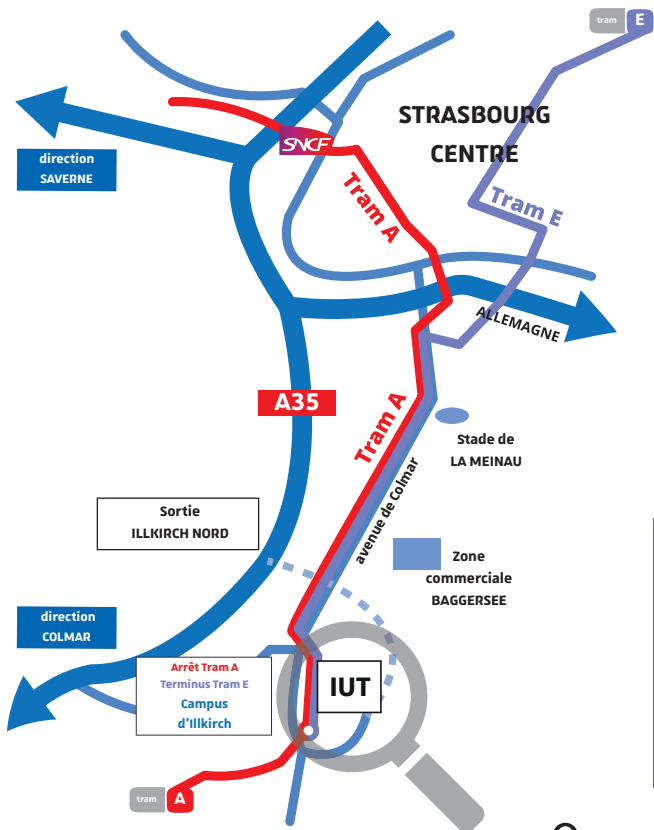 tram E
STRASBOURG
CENTRE
SNCF
direction
SAVERNE
Tram A
Tram E
ALLEMAGNE
A35
Tram A
Stade de
LA MEINAU
avenue de Colmar
Sortie
ILLKIRCH NORD
Zone
commerciale
BAGGERSEE
direction
COLMAR
Arrêt Tram A
Terminus Tram E
Campus
d'Illkirch
IUT
tram A